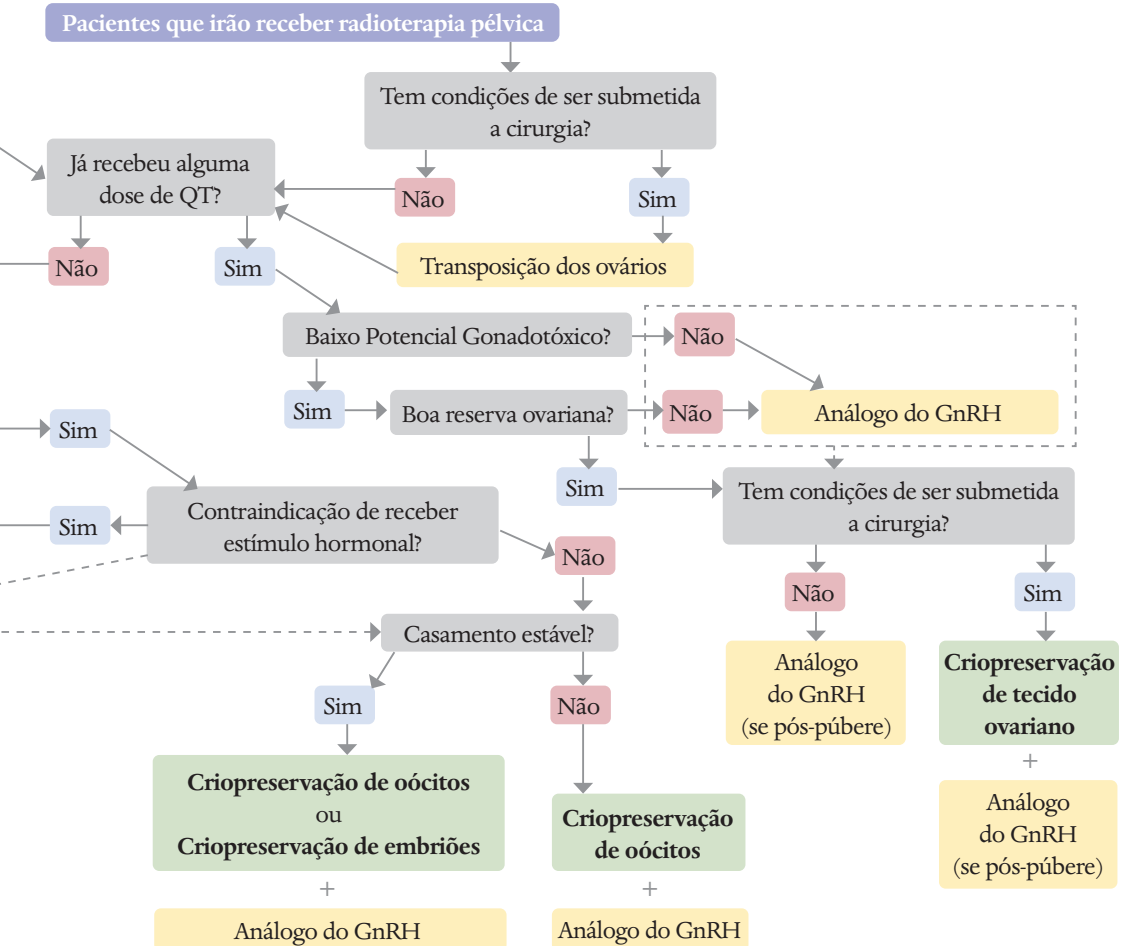 Pacientes que irão receber radioterapia pélvica
Tem condições de ser submetida
a cirurgia?
Já recebeu alguma
dose de QT?
Não
Sim
Não
Sim
Transposição dos ovários
Baixo Potencial Gonadotóxico?
Não
Sim
Boa reserva ovariana?
Não
Análogo do GnRH
Sim
Sim
Tem condições de ser submetida
a cirurgia?
Sim
Contraindicação de receber
estímulo hormonal?
Não
Não
Sim
Casamento estável?
Análogo
do GnRH
(se pós-púbere)
Criopreservação
de tecido
ovariano
+
Análogo
do GnRH
(se pós-púbere)
Sim
Não
Criopreservação de oócitos
ou
Criopreservação de embriões
+
Análogo do GnRH
Criopreservação
de oócitos
+
Análogo do GnRH